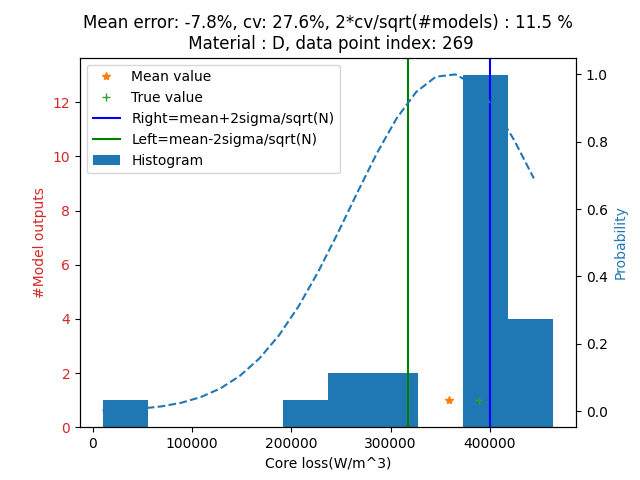 Mean error: -7.8%, cv: 27.6%, 2*cv/sqrt(#models) : 11.5 %
Material : D, data point index: 269
Mean value
True value
Right=mean+2sigma/sqrt(N)
Left=mean-2sigma/sqrt(N)
Histogram
#Model outputs
12
10
8
6
4
2
0
1.0
0.8
0.6
0.4
0.2
0.0
Probability
0 100000 200000 300000 400000
Core loss(W/m^3)